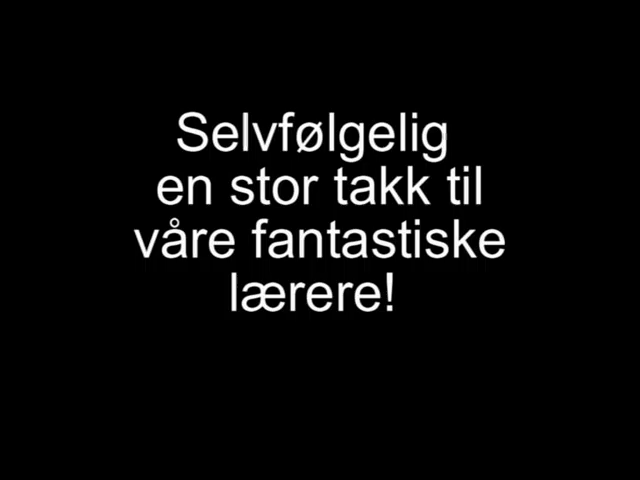 Selvfølgelig
en stor takk til
våre fantastiske
lærere!